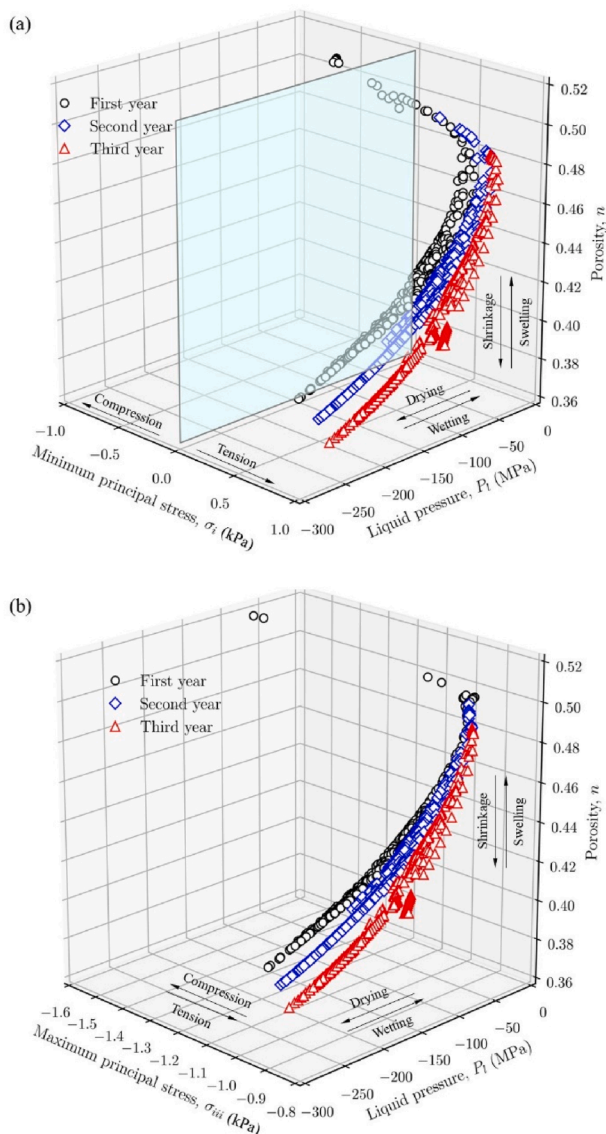 (a)
First year
Second year
Third year
0.52
0.50
0.48
0.46
0.44
0.42
0.40
0.38
0.36
Porosity, n
Shrinkage
Swelling
Compression
Tension
Drying
Wetting
−1.0
−0.5
0.0
0.5
1.0
Minimum principal stress, σi (kPa)
−300
−250
−200
−150
−100
−50
0
Liquid pressure, Pl (MPa)
(b)
First year
Second year
Third year
0.52
0.50
0.48
0.46
0.44
0.42
0.40
0.38
0.36
Porosity, n
Shrinkage
Swelling
Compression
Tension
Drying
Wetting
−1.6
−1.5
−1.4
−1.3
−1.2
−1.1
−1.0
−0.9
−0.8
Maximum principal stress, σiii (kPa)
−300
−250
−200
−150
−100
−50
0
Liquid pressure, Pl (MPa)